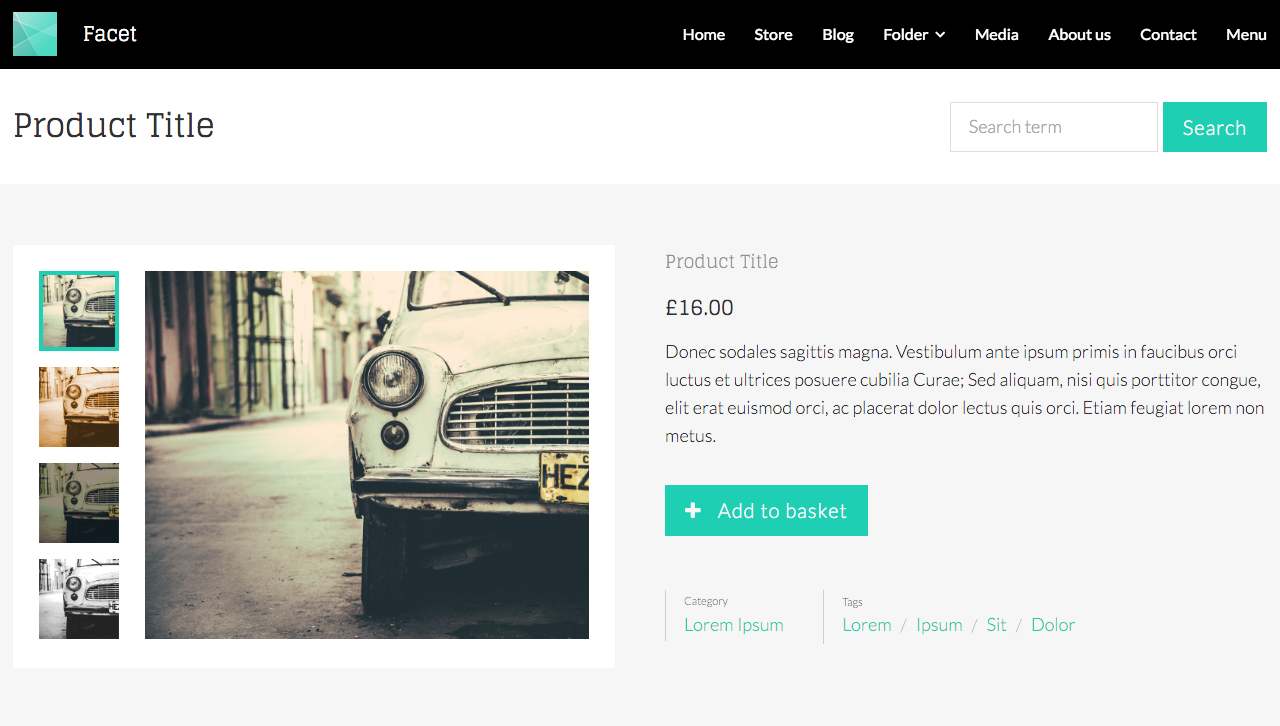 Facet
Home Store Blog Folder Media About us Contact Menu
Product Title
Search term Search
Product Title
£16.00
Donec sodales sagittis magna. Vestibulum ante ipsum primis in faucibus orci
luctus et ultrices posuere cubilia Curae; Sed aliquam, nisi quis porttitor congue,
elit erat euismod orci, ac placerat dolor lectus quis orci. Etiam feugiat lorem non
metus.
HEZ
Add to basket
Category
Lorem Ipsum
Tags
Lorem / Ipsum / Sit / Dolor